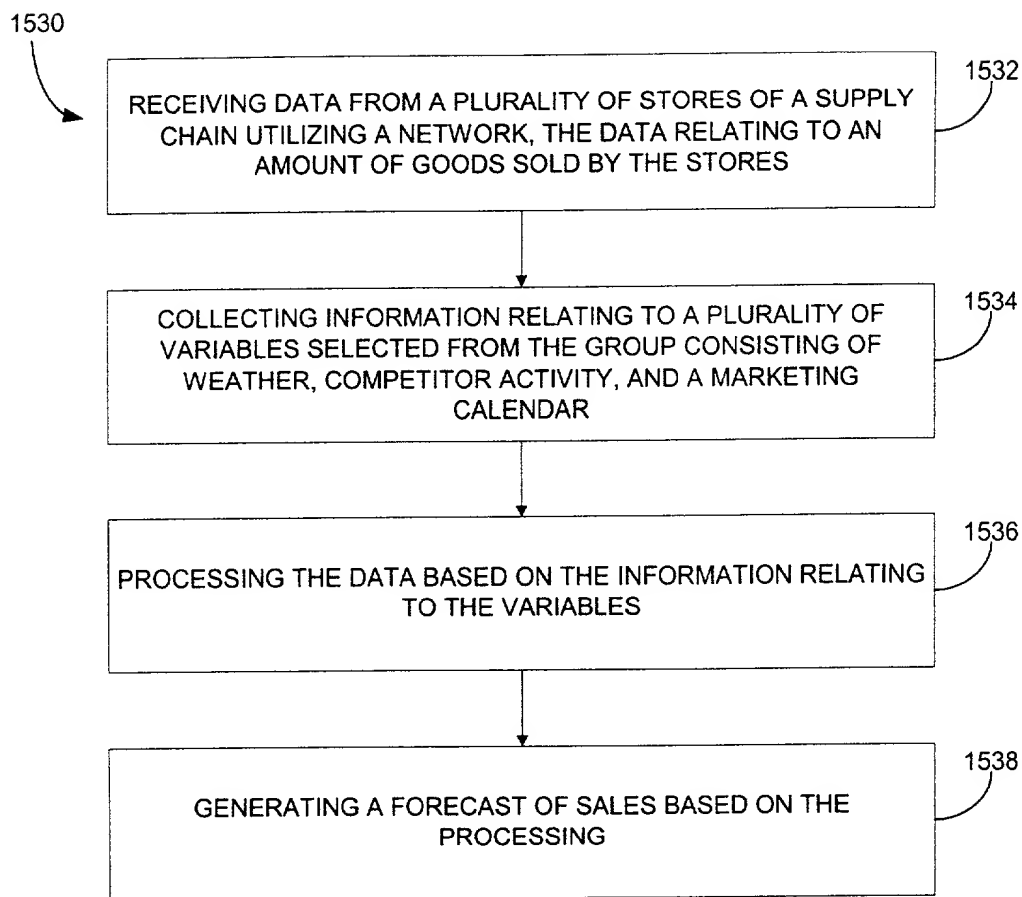 1530
1532
RECEIVING DATA FROM A PLURALITY OF STORES OF A SUPPLY
CHAIN UTILIZING A NETWORK, THE DATA RELATING TO AN
AMOUNT OF GOODS SOLD BY THE STORES
1534
COLLECTING INFORMATION RELATING TO A PLURALITY OF
VARIABLES SELECTED FROM THE GROUP CONSISTING OF
WEATHER, COMPETITOR ACTIVITY, AND A MARKETING
CALENDAR
1536
PROCESSING THE DATA BASED ON THE INFORMATION RELATING
TO THE VARIABLES
1538
GENERATING A FORECAST OF SALES BASED ON THE
PROCESSING